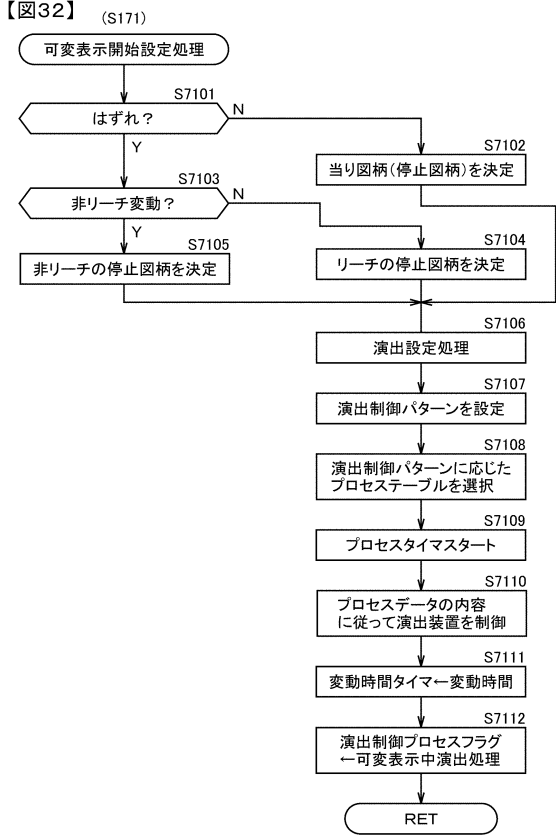 【図32】
(S171)
可変表示開始設定処理
S7101
はずれ？
N
Y
S7102
当り図柄(停止図柄)を決定
S7103
非リーチ変動？
N
Y
S7105
非リーチの停止図柄を決定
S7104
リーチの停止図柄を決定
S7106
演出設定処理
S7107
演出制御パターンを設定
S7108
演出制御パターンに応じた
プロセステーブルを選択
S7109
プロセスタイマスタート
S7110
プロセスデータの内容
に従って演出装置を制御
S7111
変動時間タイマ←変動時間
S7112
演出制御プロセスフラグ
←可変表示中演出処理
RET